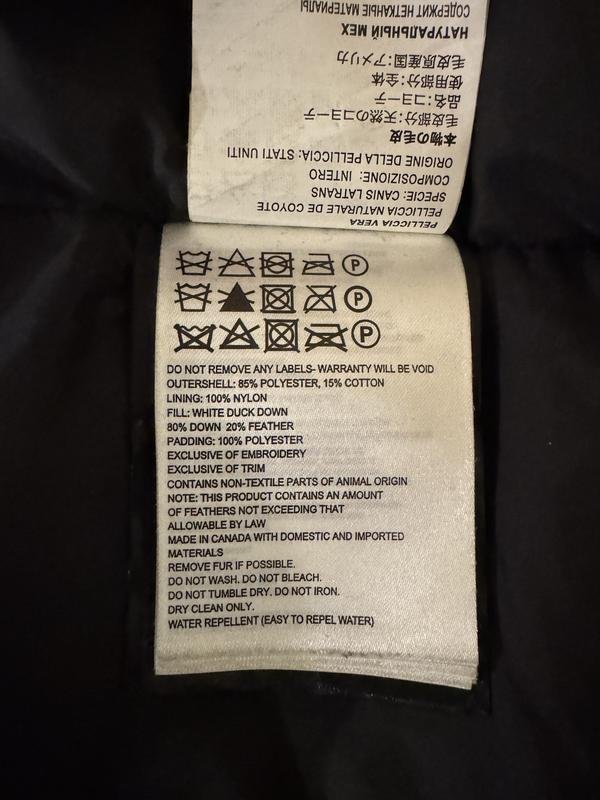 СОДЕРЖИТ НЕТКАНЫЕ МАТЕРИАЛЫ
НАТУРАЛЬНЫЙ МЕХ
毛皮原産国:アメリカ
使用部分:全体
品名:コヨーテ
毛皮部分:天然のコヨーテ
本物の毛皮
ORIGINE DELLA PELLICCIA: STATI UNITI
COMPOSIZIONE: INTERO
SPECIE: CANIS LATRANS
PELLICCIA NATURALE DE COYOTE
PELLICCIA VERA
P
P
P
DO NOT REMOVE ANY LABELS- WARRANTY WILL BE VOID
OUTERSHELL: 85% POLYESTER, 15% COTTON
LINING: 100% NYLON
FILL: WHITE DUCK DOWN
80% DOWN 20% FEATHER
PADDING: 100% POLYESTER
EXCLUSIVE OF EMBROIDERY
EXCLUSIVE OF TRIM
CONTAINS NON-TEXTILE PARTS OF ANIMAL ORIGIN
NOTE: THIS PRODUCT CONTAINS AN AMOUNT
OF FEATHERS NOT EXCEEDING THAT
ALLOWABLE BY LAW
MADE IN CANADA WITH DOMESTIC AND IMPORTED
MATERIALS
REMOVE FUR IF POSSIBLE.
DO NOT WASH. DO NOT BLEACH.
DO NOT TUMBLE DRY. DO NOT IRON.
DRY CLEAN ONLY.
WATER REPELLENT (EASY TO REPEL WATER)